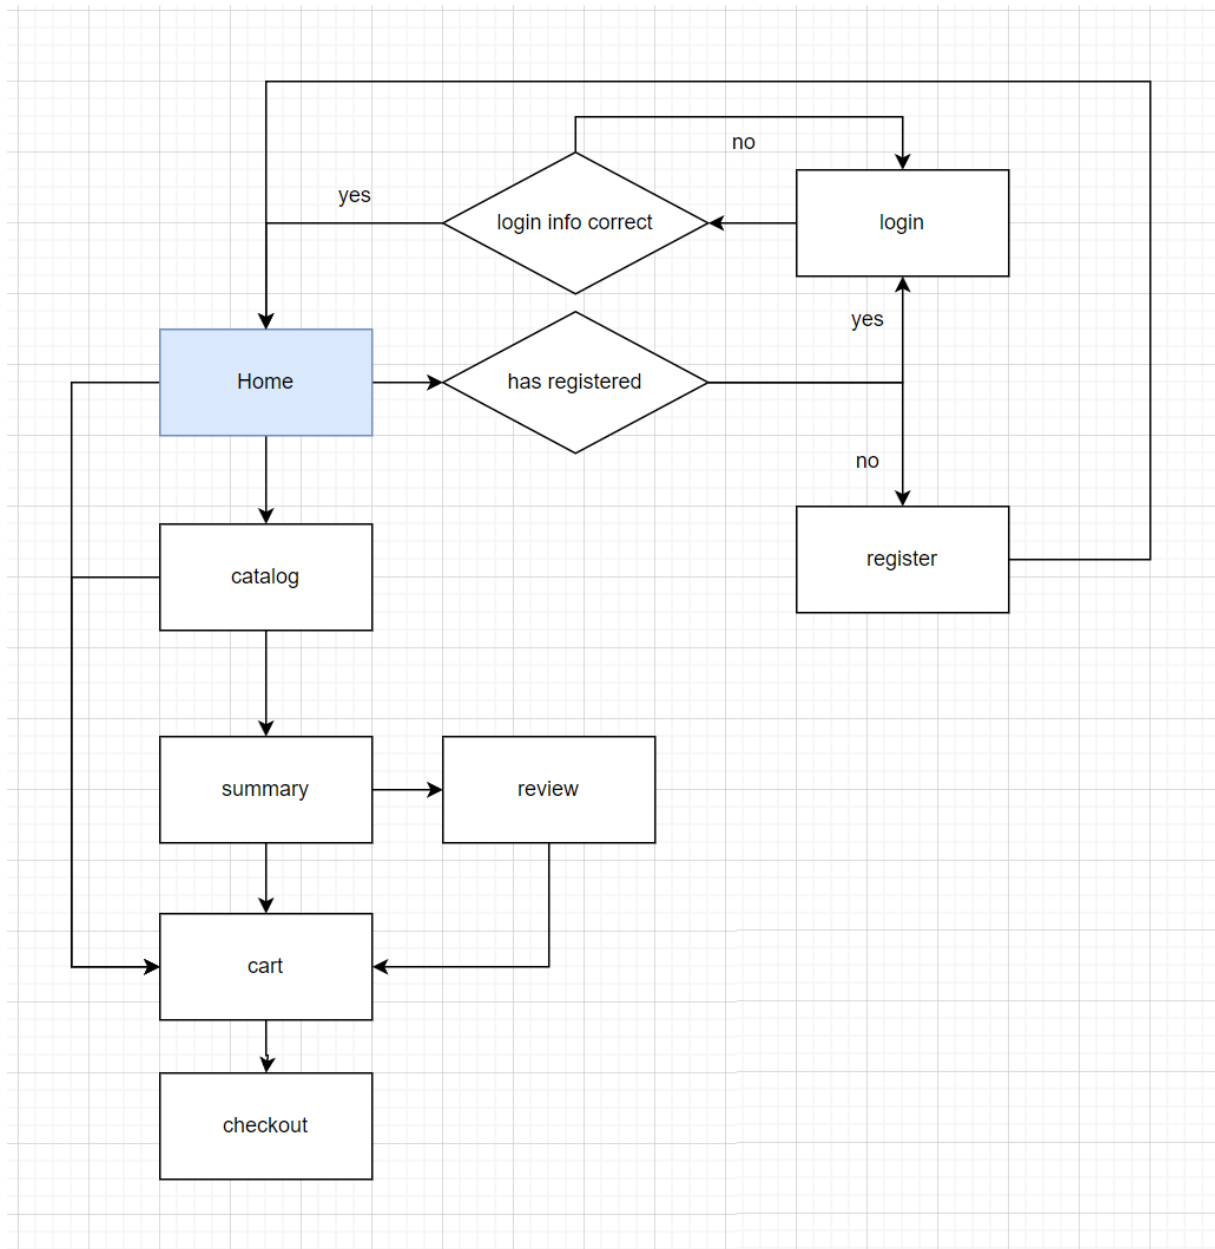 no
yes
login info correct
login
yes
Home
has registered
no
register
catalog
summary
review
cart
checkout